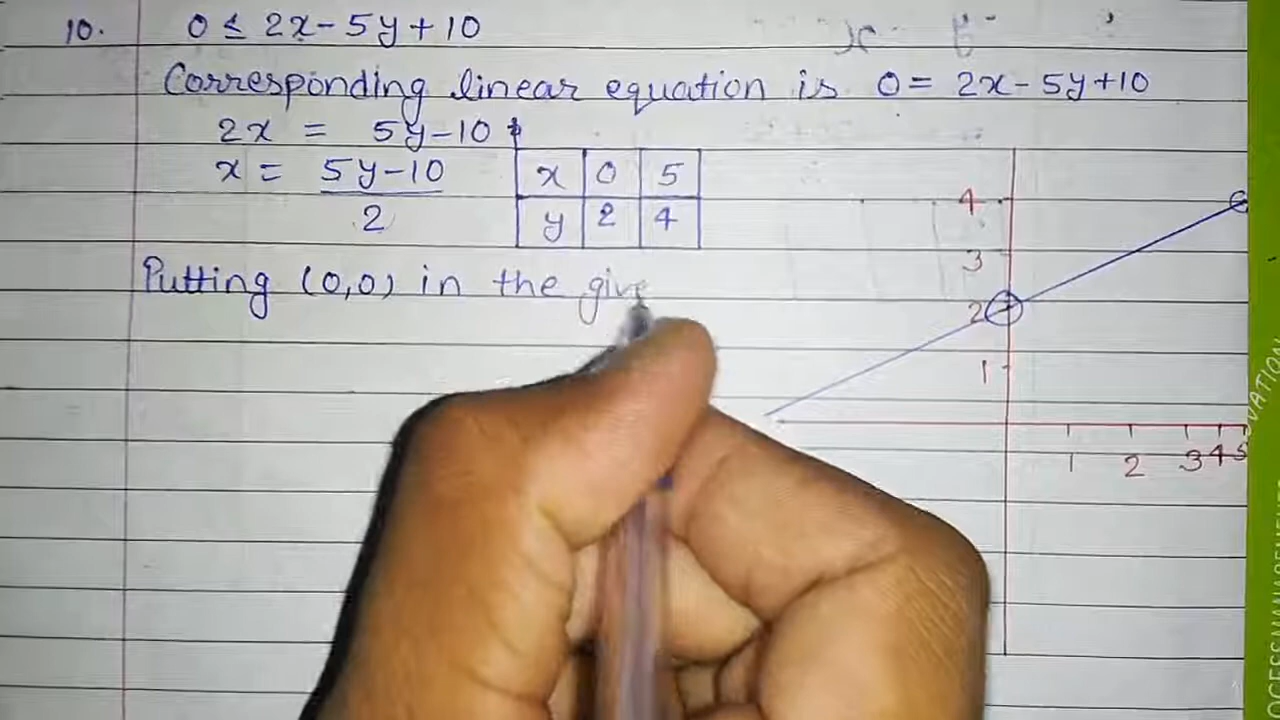 10. 0 ≤ 2x - 5y + 10
Corresponding linear equation is 0 = 2x - 5y + 10
2x = 5y - 10
x = 5y - 10
2
x 0 5
y 2 4
Putting (0,0) in the give
4
3
2
1
1 2 3 4 5